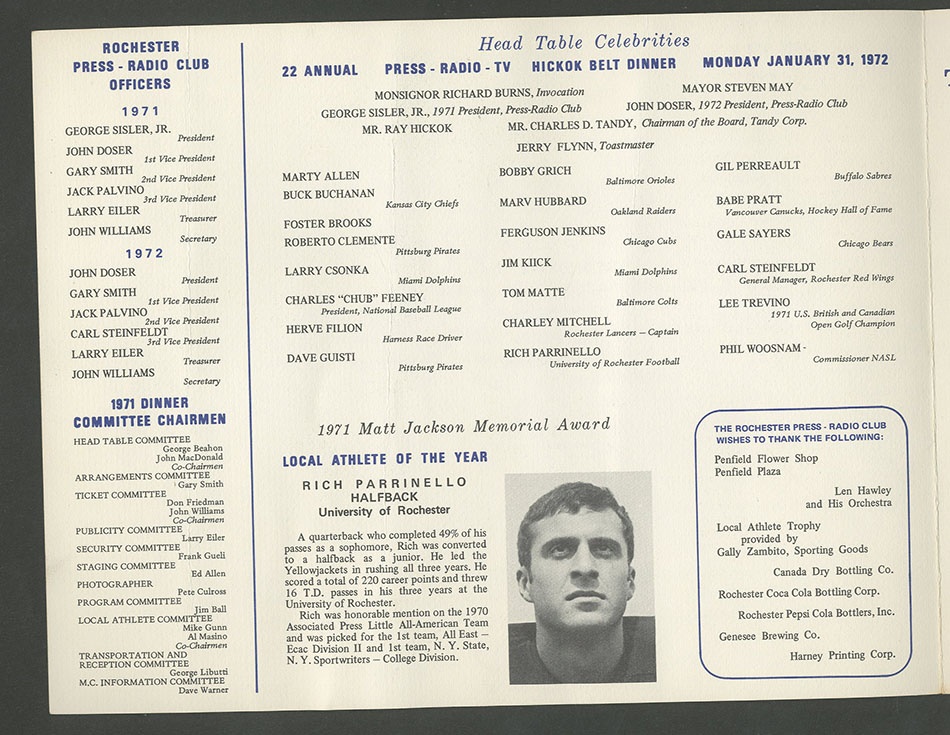 ROCHESTER
PRESS - RADIO CLUB
OFFICERS
1971
GEORGE SISLER, JR.
President
JOHN DOSER
1st Vice President
GARY SMITH
2nd Vice President
JACK PALVINO
3rd Vice President
LARRY EILER
Treasurer
JOHN WILLIAMS
Secretary
1972
JOHN DOSER
President
GARY SMITH
1st Vice President
JACK PALVINO
2nd Vice President
CARL STEINFELDT
3rd Vice President
LARRY EILER
Treasurer
JOHN WILLIAMS
Secretary
1971 DINNER
COMMITTEE CHAIRMEN
HEAD TABLE COMMITTEE
George Beahon
John MacDonald
Co-Chairmen
ARRANGEMENTS COMMITTEE
Gary Smith
TICKET COMMITTEE
Don Friedman
John Williams
Co-Chairmen
PUBLICITY COMMITTEE
Larry Eiler
SECURITY COMMITTEE
Frank Gueli
STAGING COMMITTEE
Ed Allen
PHOTOGRAPHER
Pete Culross
PROGRAM COMMITTEE
Jim Ball
LOCAL ATHLETE COMMITTEE
Mike Gunn
Al Masino
Co-Chairmen
TRANSPORTATION AND
RECEPTION COMMITTEE
George Libutti
M.C. INFORMATION COMMITTEE
Dave Warner
Head Table Celebrities
22 ANNUAL PRESS - RADIO - TV HICKOK BELT DINNER MONDAY JANUARY 31, 1972
MONSIGNOR RICHARD BURNS, Invocation MAYOR STEVEN MAY
GEORGE SISLER, JR., 1971 President, Press-Radio Club JOHN DOSER, 1972 President, Press-Radio Club
MR. RAY HICKOK MR. CHARLES D. TANDY, Chairman of the Board, Tandy Corp.
JERRY FLYNN, Toastmaster
MARTY ALLEN
BUCK BUCHANAN
Kansas City Chiefs
FOSTER BROOKS
ROBERTO CLEMENTE
Pittsburg Pirates
LARRY CSONKA
Miami Dolphins
CHARLES "CHUB" FEENEY
President, National Baseball League
HERVE FILION
Harness Race Driver
DAVE GUISTI
Pittsburg Pirates
BOBBY GRICH
Baltimore Orioles
MARV HUBBARD
Oakland Raiders
FERGUSON JENKINS
Chicago Cubs
JIM KIICK
Miami Dolphins
TOM MATTE
Baltimore Colts
CHARLEY MITCHELL
Rochester Lancers — Captain
RICH PARRINELLO
University of Rochester Football
GIL PERREAULT
Buffalo Sabres
BABE PRATT
Vancouver Canucks, Hockey Hall of Fame
GALE SAYERS
Chicago Bears
CARL STEINFELDT
General Manager, Rochester Red Wings
LEE TREVINO
1971 U.S. British and Canadian
Open Golf Champion
PHIL WOOSNAM -
Commissioner NASL
1971 Matt Jackson Memorial Award
LOCAL ATHLETE OF THE YEAR
RICH PARRINELLO
HALFBACK
University of Rochester
A quarterback who completed 49% of his
passes as a sophomore, Rich was converted
to a halfback as a junior. He led the
Yellowjackets in rushing all three years. He
scored a total of 220 career points and threw
16 T.D. passes in his three years at the
University of Rochester.
Rich was honorable mention on the 1970
Associated Press Little All-American Team
and was picked for the 1st team, All East —
Ecac Division II and 1st team, N. Y. State,
N. Y. Sportwriters — College Division.
THE ROCHESTER PRESS - RADIO CLUB
WISHES TO THANK THE FOLLOWING:
Penfield Flower Shop
Penfield Plaza
Len Hawley
and His Orchestra
Local Athlete Trophy
provided by
Gally Zambito, Sporting Goods
Canada Dry Bottling Co.
Rochester Coca Cola Bottling Corp.
Rochester Pepsi Cola Bottlers, Inc.
Genesee Brewing Co.
Harney Printing Corp.